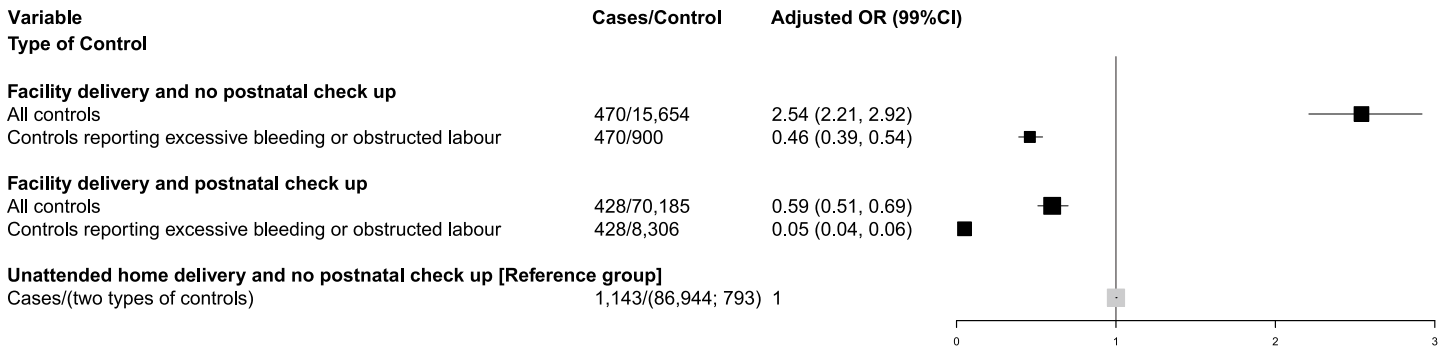 Variable Cases/Control Adjusted OR (99%CI)
Type of Control
Facility delivery and no postnatal check up
All controls 470/15,654 2.54 (2.21, 2.92)
Controls reporting excessive bleeding or obstructed labour 470/900 0.46 (0.39, 0.54)
Facility delivery and postnatal check up
All controls 428/70,185 0.59 (0.51, 0.69)
Controls reporting excessive bleeding or obstructed labour 428/8,306 0.05 (0.04, 0.06)
Unattended home delivery and no postnatal check up [Reference group]
Cases/(two types of controls) 1,143/(86,944; 793) 1
0 1 2 3